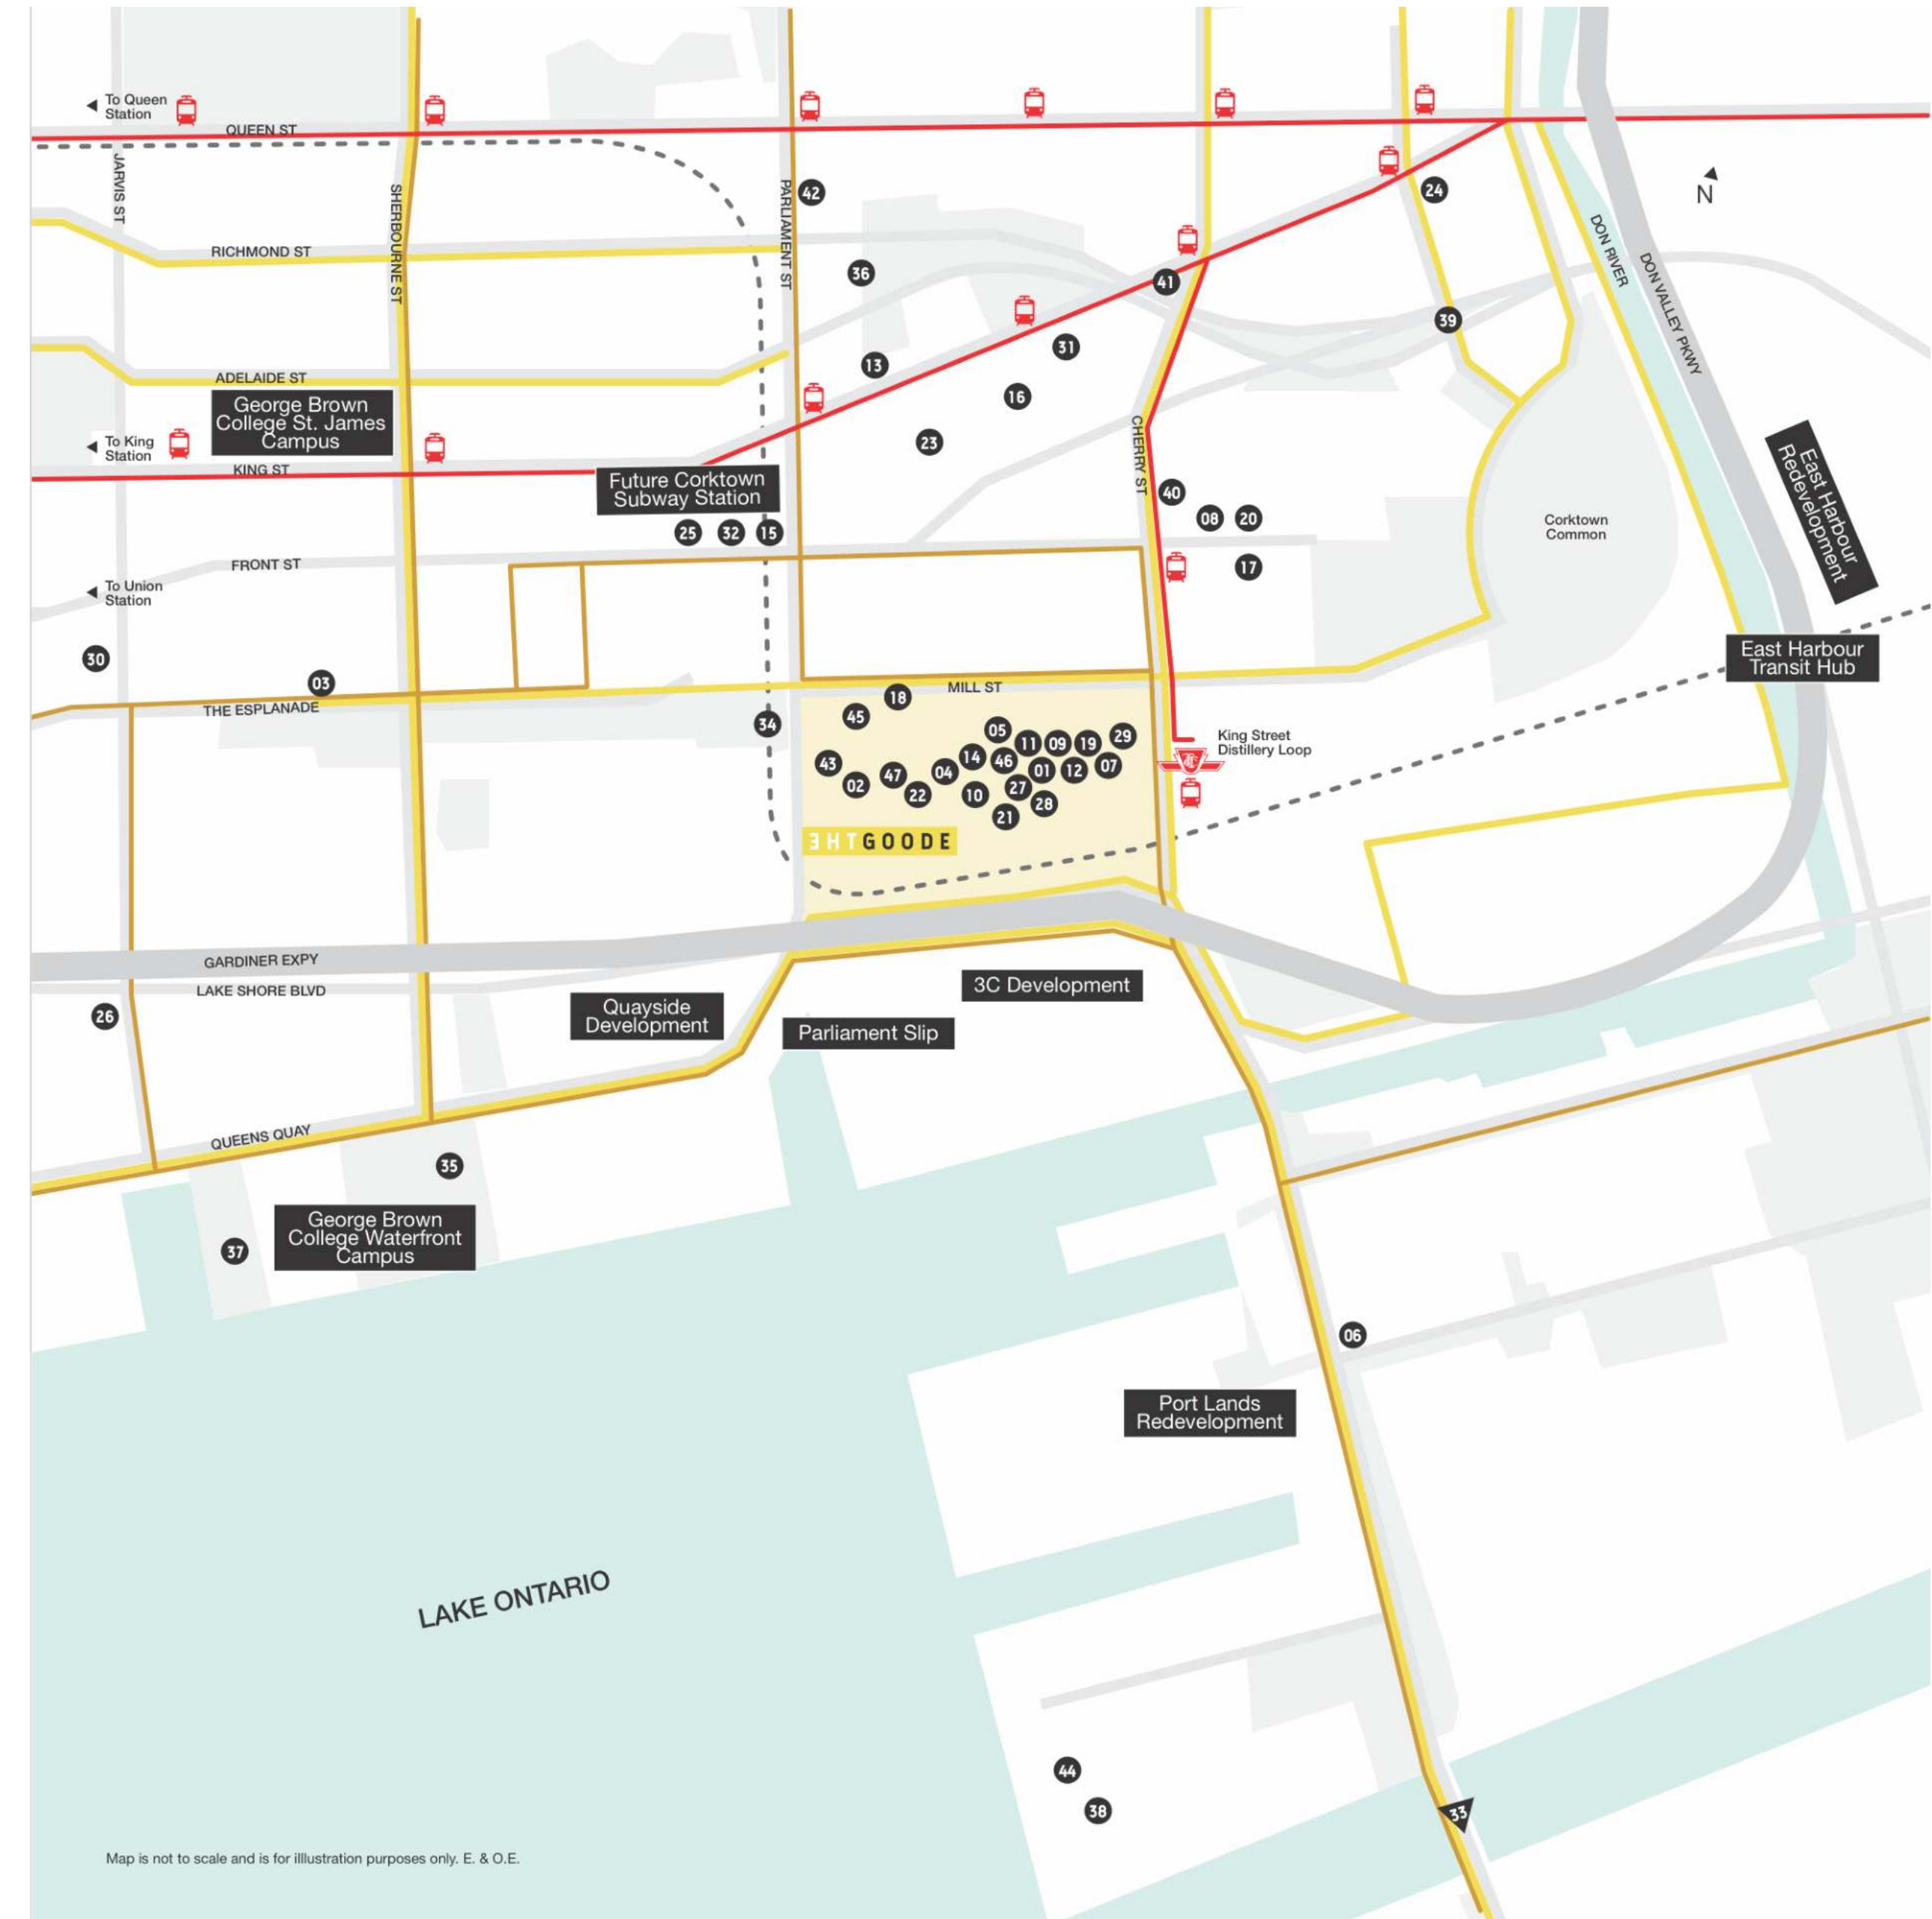 To Queen
Station
QUEEN ST
JARVIS ST
SHERBOURNE ST
PARLIAMENT ST
42
24
N
DON RIVER
DON VALLEY PKWY
RICHMOND ST
36
41
39
31
13
16
ADELAIDE ST
George Brown
College St. James
Campus
To King
Station
KING ST
23
CHERRY ST
Future Corktown
Subway Station
25
32
15
40
08
20
17
Corktown
Common
East Harbour
Redevelopment
FRONT ST
To Union
Station
30
03
THE ESPLANADE
East Harbour
Transit Hub
MILL ST
18
45
34
05
11
09
19
29
43
14
46
01
12
07
02
47
04
22
10
27
28
21
King Street
Distillery Loop
THE GOODE
GARDINER EXPY
LAKE SHORE BLVD
26
Quayside
Development
3C Development
Parliament Slip
QUEENS QUAY
35
37
George Brown
College Waterfront
Campus
06
Port Lands
Redevelopment
LAKE ONTARIO
44
38
33
Map is not to scale and is for illlustration purposes only. E. & O.E.